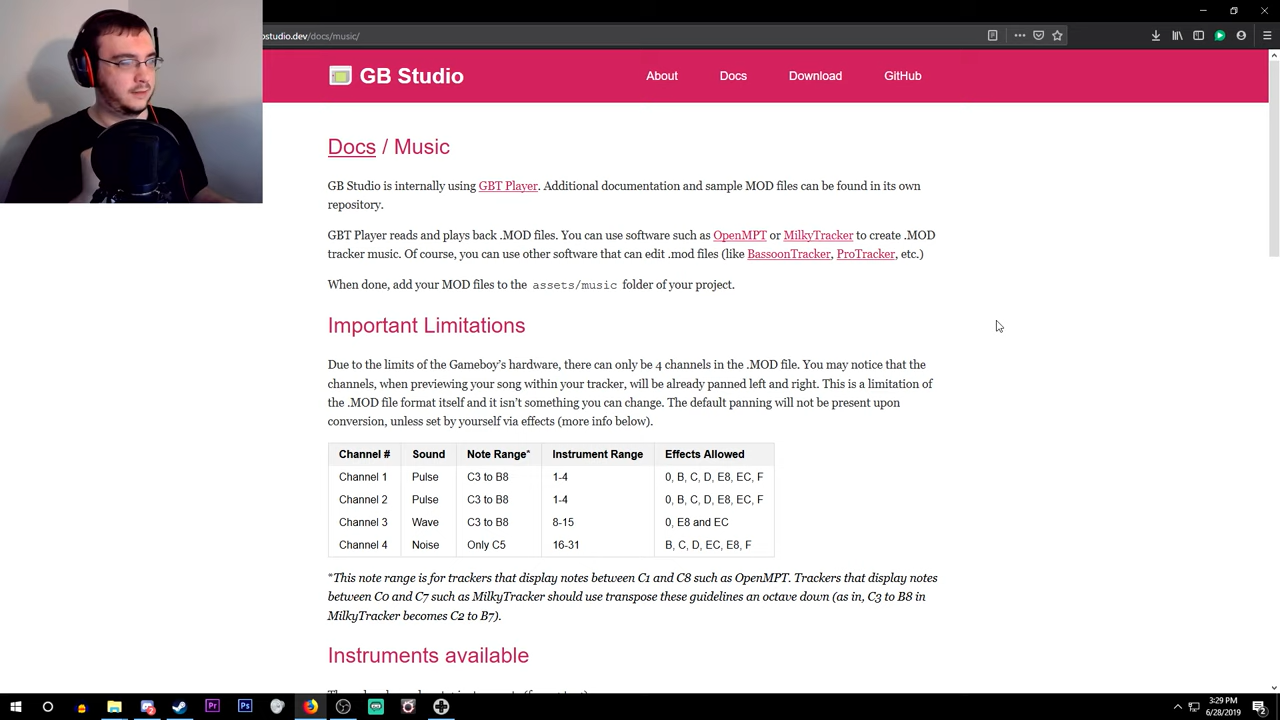 ostudio.dev/docs/music/
GB Studio
About
Docs
Download
GitHub
Docs / Music
GB Studio is internally using GBT Player. Additional documentation and sample MOD files can be found in its own
repository.
GBT Player reads and plays back .MOD files. You can use software such as OpenMPT or MilkyTracker to create .MOD
tracker music. Of course, you can use other software that can edit .mod files (like BassoonTracker, ProTracker, etc.)
When done, add your MOD files to the assets/music folder of your project.
Important Limitations
Due to the limits of the Gameboy's hardware, there can only be 4 channels in the .MOD file. You may notice that the
channels, when previewing your song within your tracker, will be already panned left and right. This is a limitation of
the .MOD file format itself and it isn't something you can change. The default panning will not be present upon
conversion, unless set by yourself via effects (more info below).
Channel # Sound Note Range* Instrument Range Effects Allowed
Channel 1 Pulse C3 to B8 1-4 0, B, C, D, E8, EC, F
Channel 2 Pulse C3 to B8 1-4 0, B, C, D, E8, EC, F
Channel 3 Wave C3 to B8 8-15 0, E8 and EC
Channel 4 Noise Only C5 16-31 B, C, D, EC, E8, F
*This note range is for trackers that display notes between C1 and C8 such as OpenMPT. Trackers that display notes
between C0 and C7 such as MilkyTracker should use transpose these guidelines an octave down (as in, C3 to B8 in
MilkyTracker becomes C2 to B7).
Instruments available
3:29 PM
6/28/2019